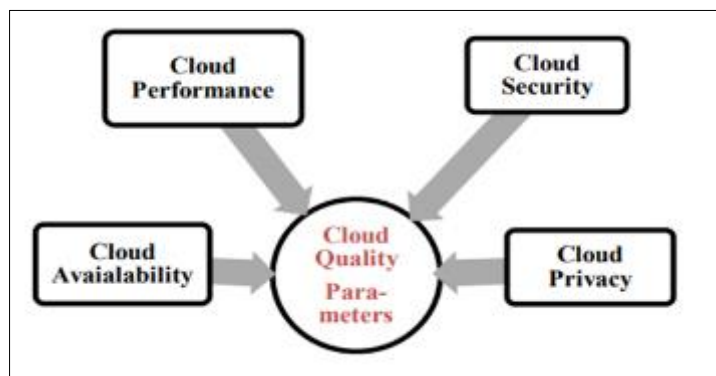 Cloud
Performance
Cloud
Security
Cloud
Avaialability
Cloud
Quality
Para-
meters
Cloud
Privacy